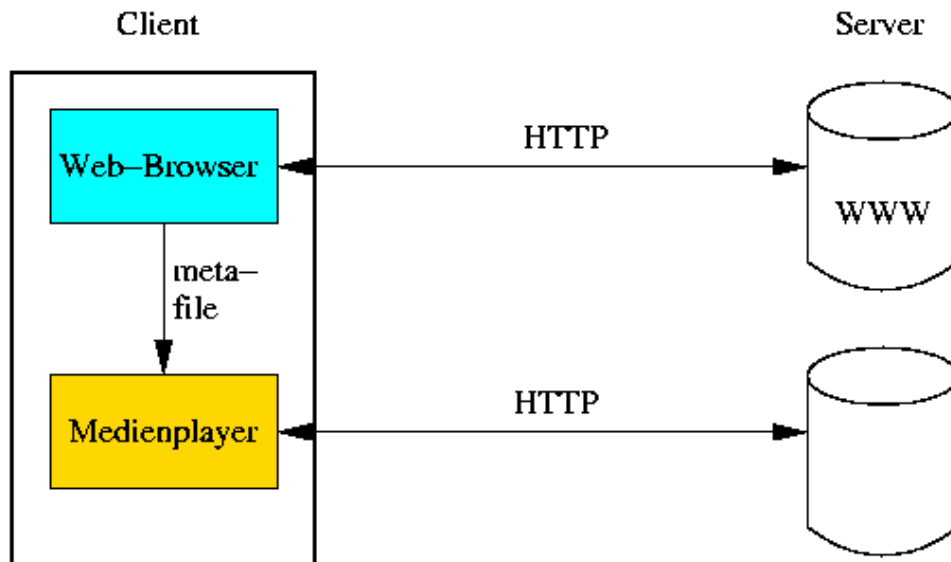 Client
Server
HTTP
Web–Browser
WWW
meta–
file
HTTP
Medienplayer